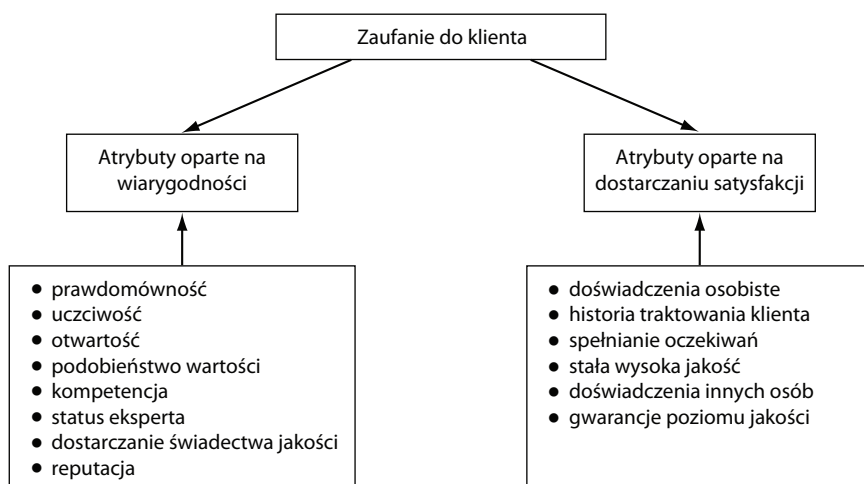 Zaufanie do klienta
Atrybuty oparte na
wiarygodności
Atrybuty oparte na
dostarczaniu satysfakcji
● prawdomówność
● uczciwość
● otwartość
● podobieństwo wartości
● kompetencja
● status eksperta
● dostarczanie świadectwa jakości
● reputacja
● doświadczenia osobiste
● historia traktowania klienta
● spełnianie oczekiwań
● stała wysoka jakość
● doświadczenia innych osób
● gwarancje poziomu jakości